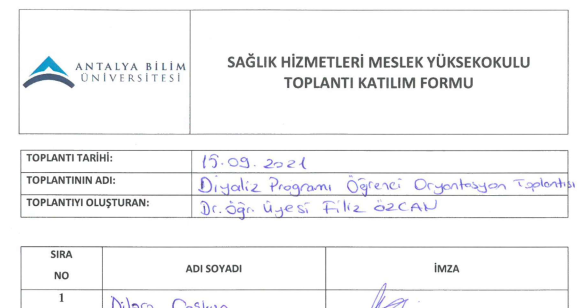 ANTALYA BİLİM
ÜNİVERSİTESİ
SAĞLIK HİZMETLERİ MESLEK YÜKSEKOKULU
TOPLANTI KATILIM FORMU
TOPLANTI TARİHİ: 15.09.2021
TOPLANTININ ADI: Diyaliz Programı Öğrenci Oryantasyon Toplantısı
TOPLANTIYI OLUŞTURAN: Dr. Öğr. Üyesi Filiz ÖZCAN
SIRA
NO
ADI SOYADI
İMZA
1